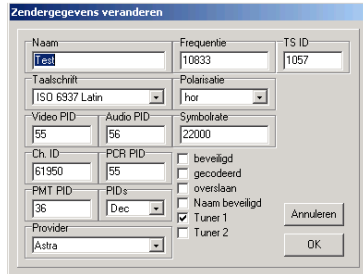 Zendergegevens veranderen
Naam Frequentie TS ID
Test 10833 1057
Taalschrift Polarisatie
ISO 6937 Latin hor
Video PID Audio PID Symbolrate
55 56 22000
Ch. ID PCR PID
61950 55
beveiligd
gecodeerd
overslaan
Naam beveiligd
Tuner 1
Tuner 2
PMT PID PIDs
36 Dec
Provider
Astra
Annuleren
OK